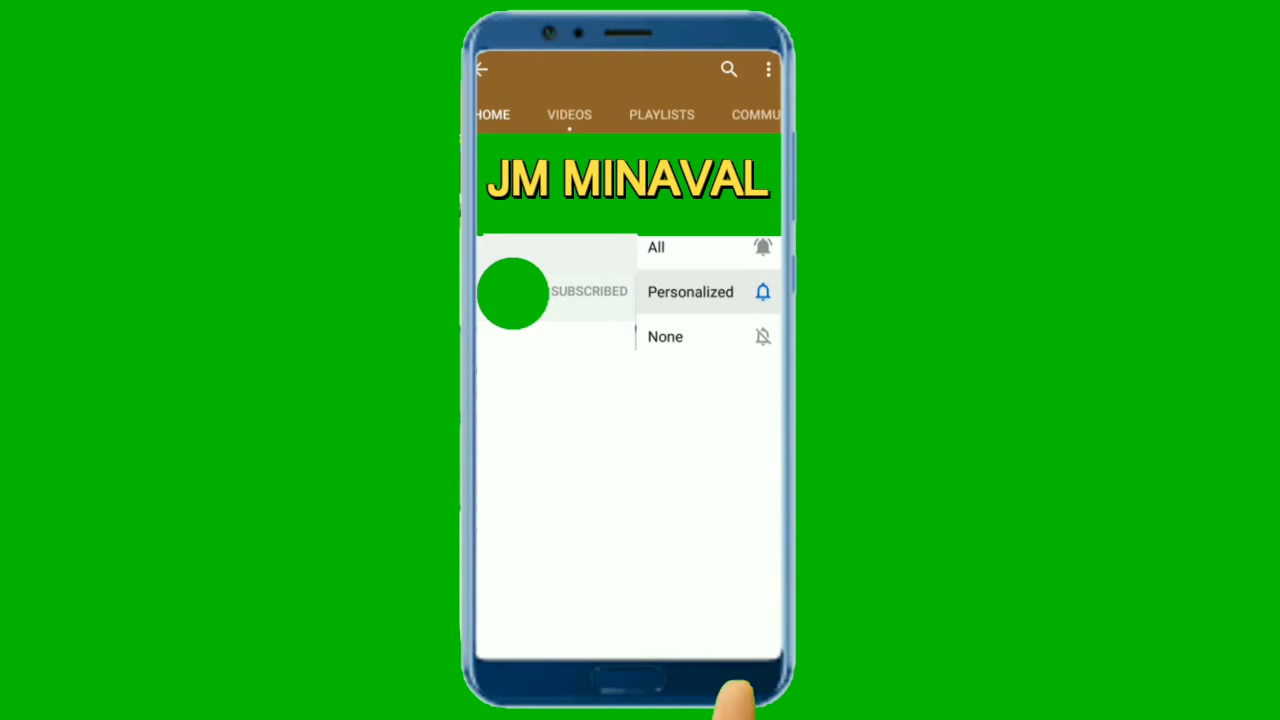 HOME VIDEOS PLAYLISTS COMMU
JM MINAVAL
All
SUBSCRIBED Personalized
None